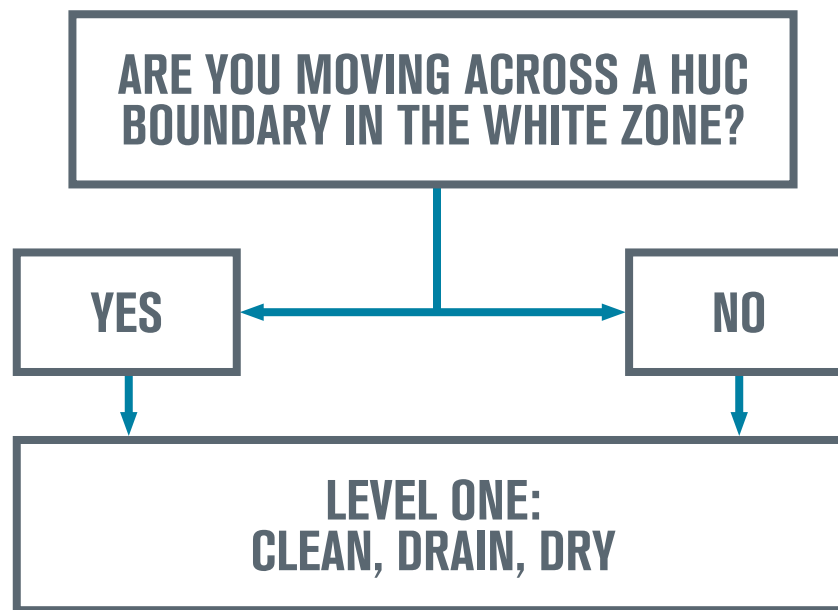 ARE YOU MOVING ACROSS A HUC
BOUNDARY IN THE WHITE ZONE?
YES
NO
LEVEL ONE:
CLEAN, DRAIN, DRY